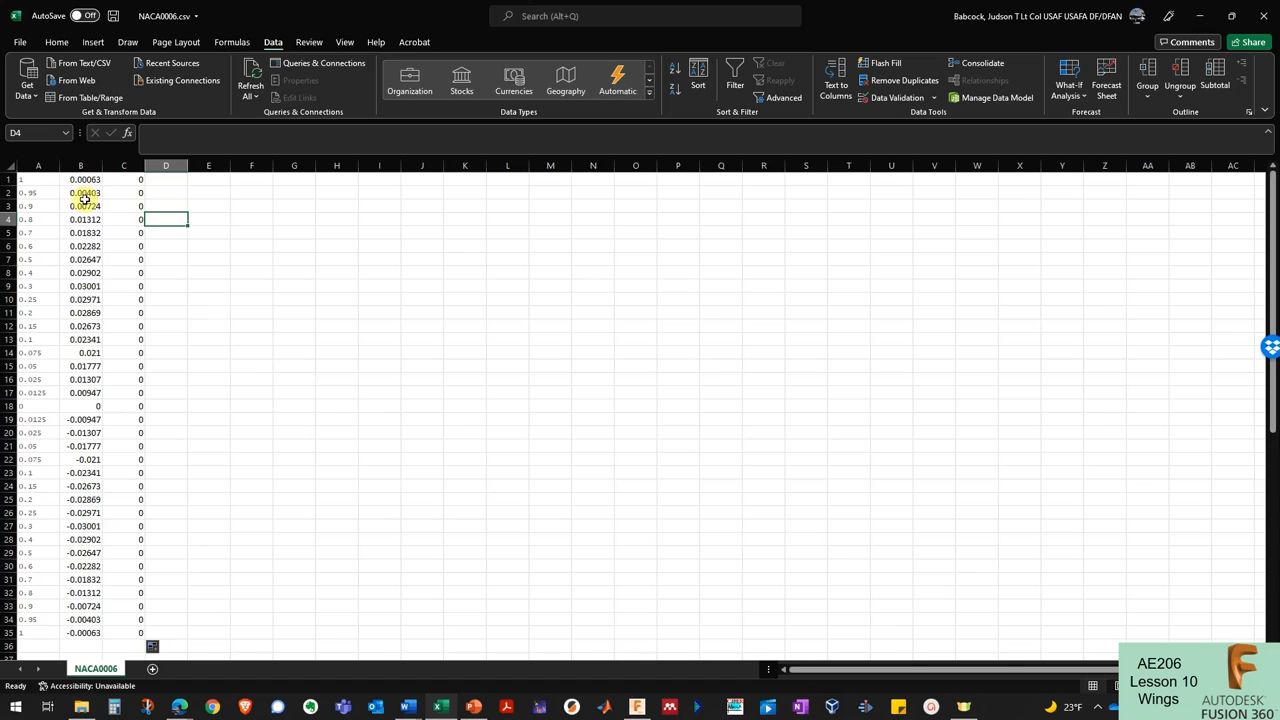 AutoSave Off NACA0006.csv Search (Alt+Q) Babcock, Judson T Lt Col USAF USAFA DF/DFAN
File Home Insert Draw Page Layout Formulas Data Review View Help Acrobat Comments Share
Get Data From Text/CSV Recent Sources Refresh All Queries & Connections Organization Stocks Currencies Geography Automatic Sort Filter Clear Text to Columns Flash Fill Consolidate What-If Analysis Forecast Sheet Group Ungroup Subtotal
From Web Existing Connections Properties Reapply Remove Duplicates Relationships
From Table/Range Edit Links Advanced Data Validation Manage Data Model
Get & Transform Data Queries & Connections Data Types Sort & Filter Data Tools Forecast Outline
D4 fx
A B C D E F G H I J K L M N O P Q R S T U V W X Y Z AA AB AC
1 1 0.00063 0
2 0.95 0.00403 0
3 0.9 0.00724 0
4 0.8 0.01312 0
5 0.7 0.01832 0
6 0.6 0.02282 0
7 0.5 0.02647 0
8 0.4 0.02902 0
9 0.3 0.03001 0
10 0.25 0.02971 0
11 0.2 0.02869 0
12 0.15 0.02673 0
13 0.1 0.02341 0
14 0.075 0.021 0
15 0.05 0.01777 0
16 0.025 0.01307 0
17 0.0125 0.00947 0
18 0 0 0
19 0.0125 -0.00947 0
20 0.025 -0.01307 0
21 0.05 -0.01777 0
22 0.075 -0.021 0
23 0.1 -0.02341 0
24 0.15 -0.02673 0
25 0.2 -0.02869 0
26 0.25 -0.02971 0
27 0.3 -0.03001 0
28 0.4 -0.02902 0
29 0.5 -0.02647 0
30 0.6 -0.02282 0
31 0.7 -0.01832 0
32 0.8 -0.01312 0
33 0.9 -0.00724 0
34 0.95 -0.00403 0
35 1 -0.00063 0
36
NACA0006
Ready Accessibility: Unavailable
23°F
AE206
Lesson 10
Wings
AUTODESK
FUSION 360